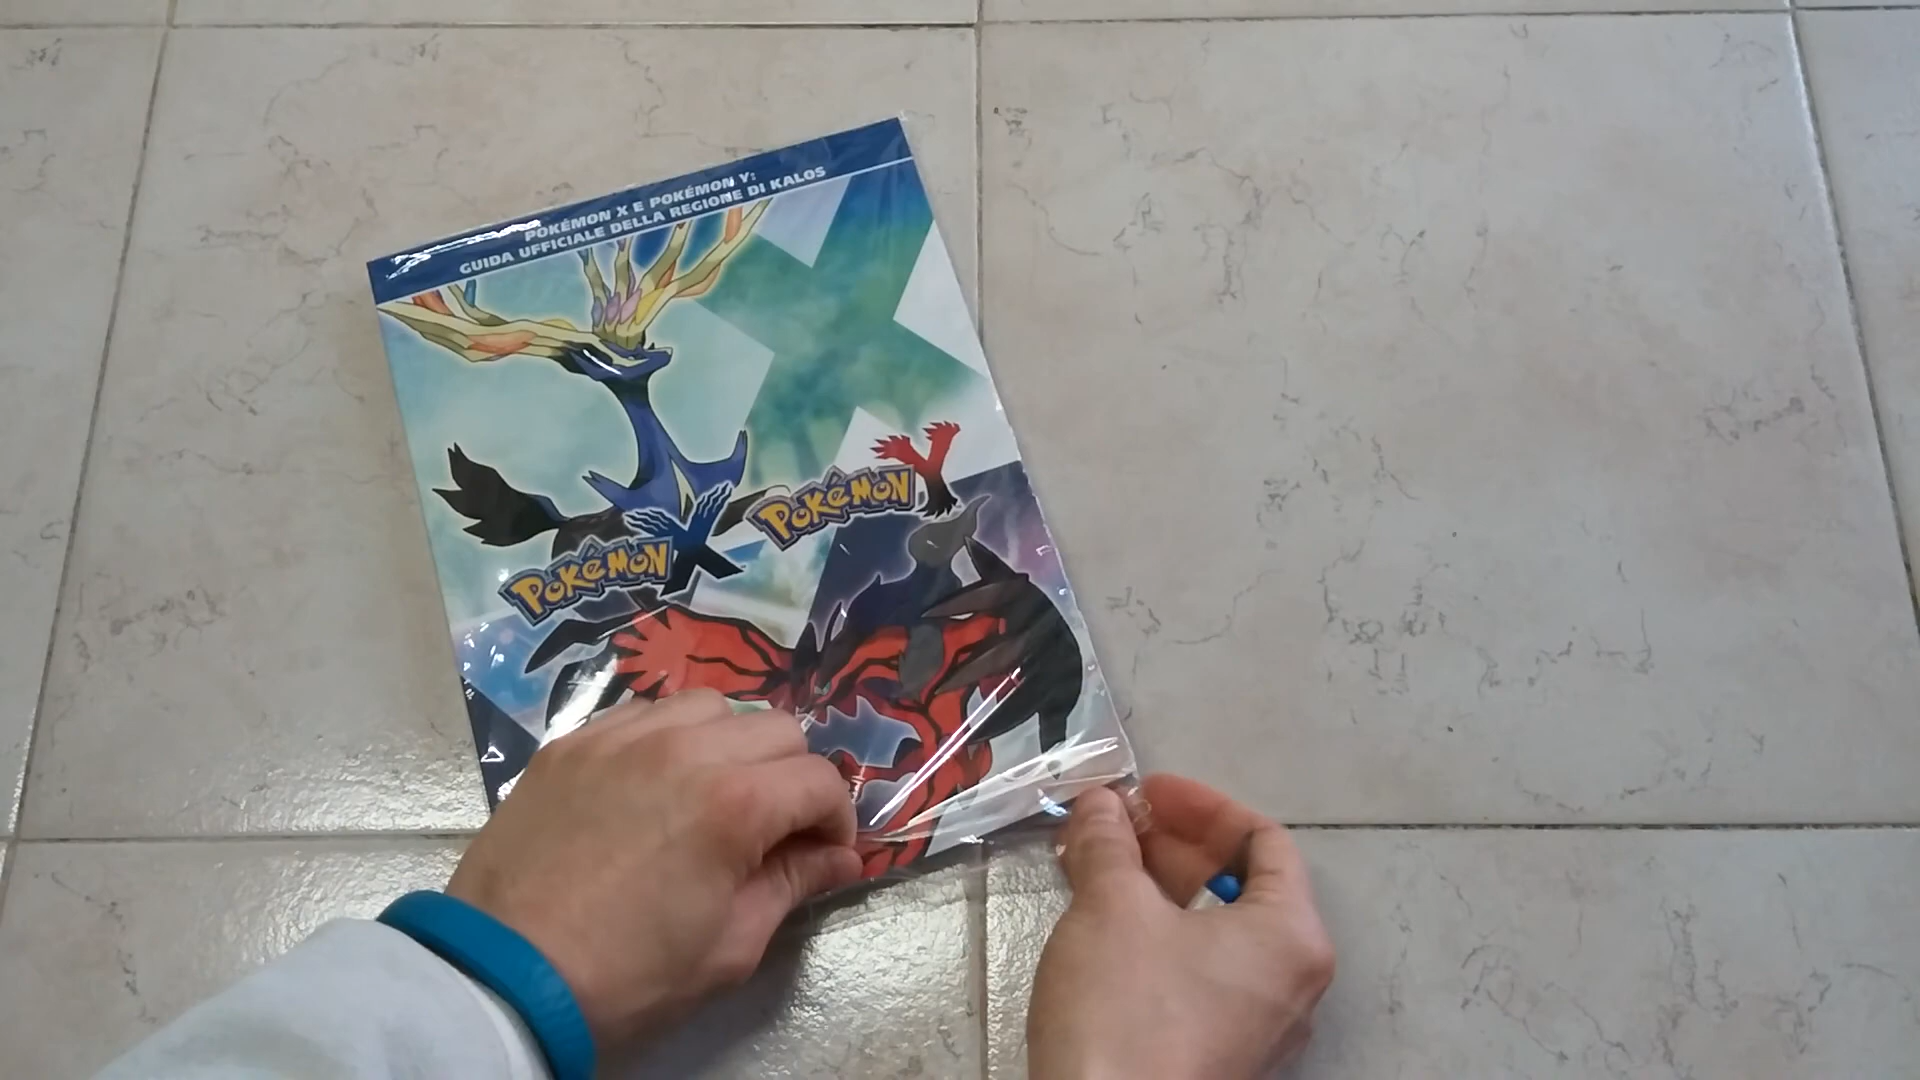 POKÉMON X E POKÉMON Y:
GUIDA UFFICIALE DELLA REGIONE DI KALOS
POKéMON Y
POKéMON X